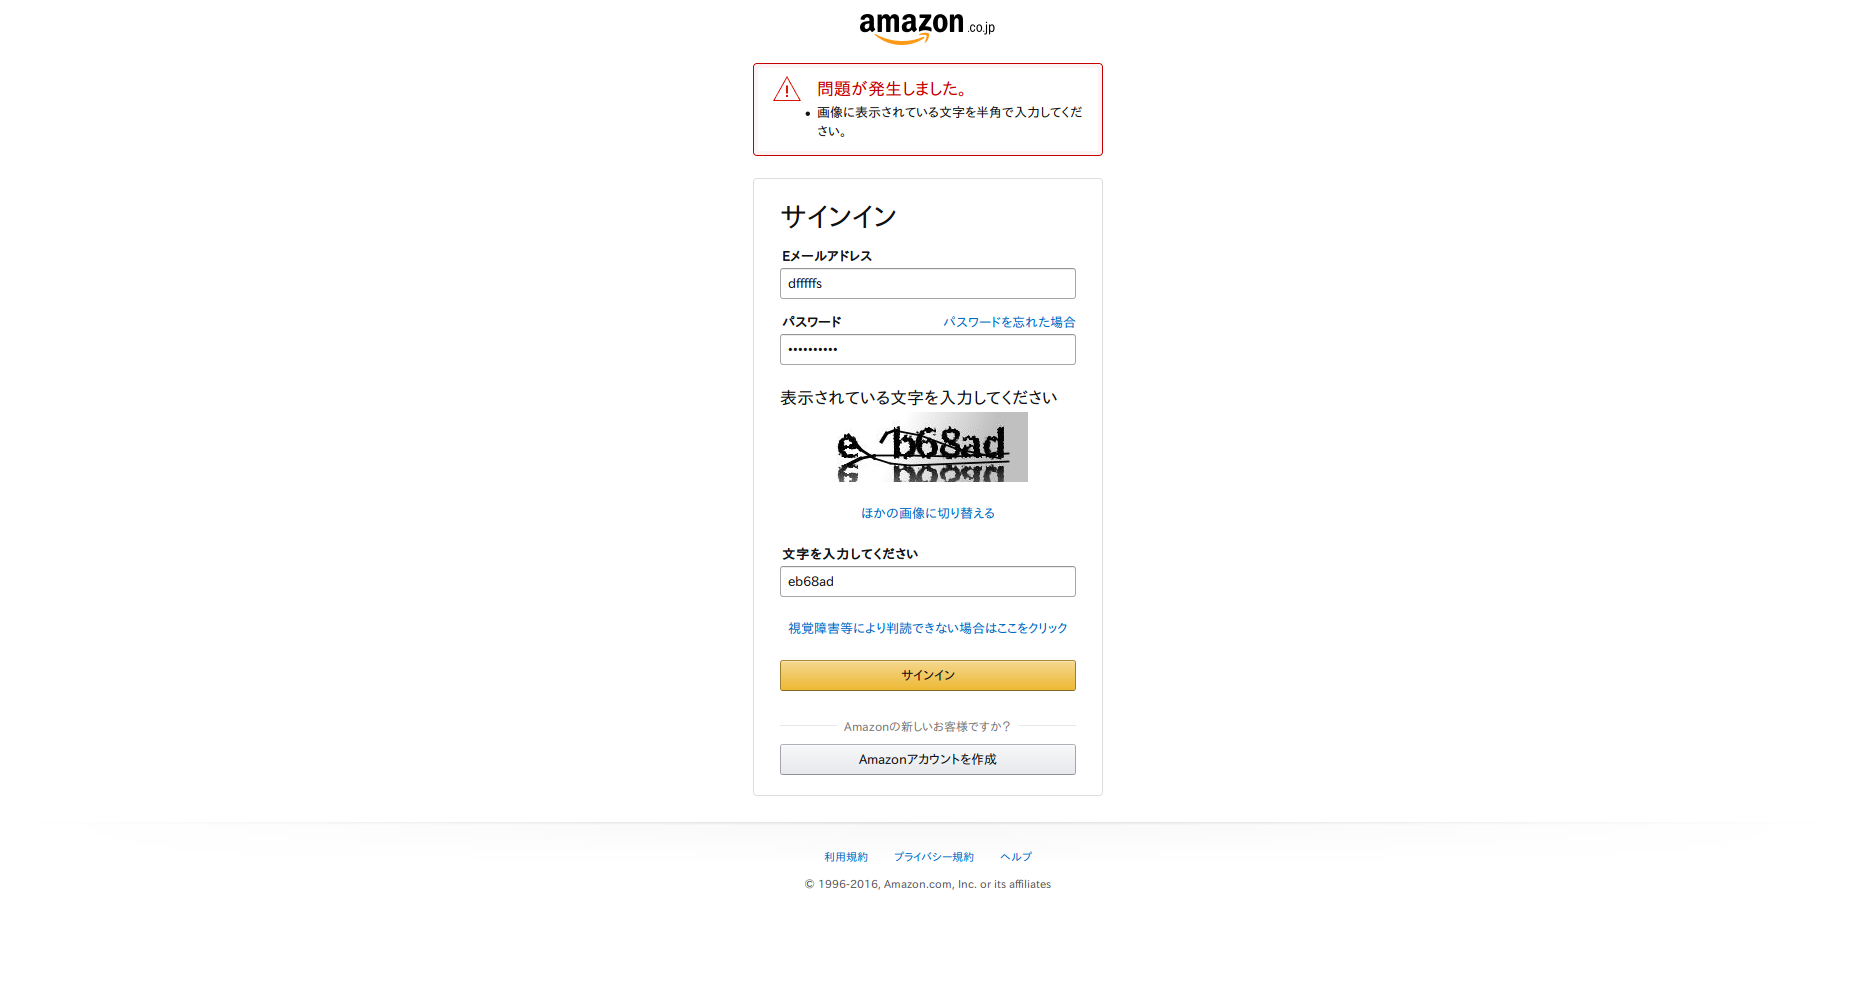 amazon.co.jp
問題が発生しました。
• 画像に表示されている文字を半角で入力してくだ
さい。
サインイン
Eメールアドレス
dfffffs
パスワード パスワードを忘れた場合
••••••••••
表示されている文字を入力してください
eb68ad
ほかの画像に切り替える
文字を入力してください
eb68ad
視覚障害等により判読できない場合はここをクリック
サインイン
Amazonの新しいお客様ですか？
Amazonアカウントを作成
利用規約 プライバシー規約 ヘルプ
© 1996-2016, Amazon.com, Inc. or its affiliates